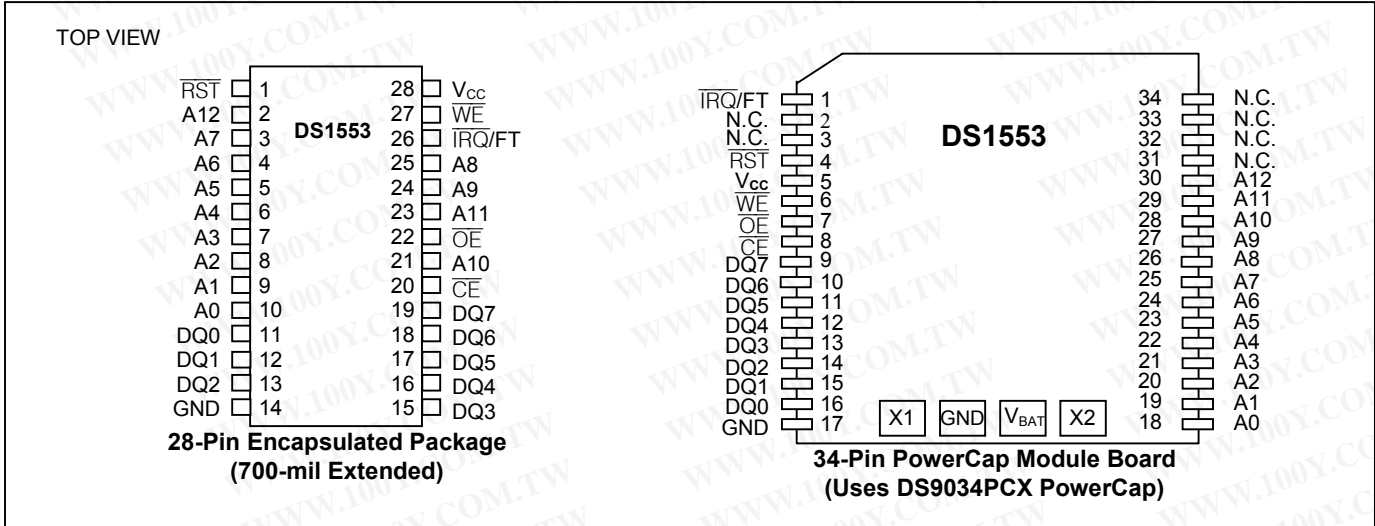 TOP VIEW
RST 1 28 VCC
A12 2 27 WE
A7 3 DS1553 26 IRQ/FT
A6 4 25 A8
A5 5 24 A9
A4 6 23 A11
A3 7 22 OE
A2 8 21 A10
A1 9 20 CE
A0 10 19 DQ7
DQ0 11 18 DQ6
DQ1 12 17 DQ5
DQ2 13 16 DQ4
GND 14 15 DQ3
28-Pin Encapsulated Package
(700-mil Extended)
IRQ/FT 1 34 N.C.
N.C. 2 33 N.C.
N.C. 3 DS1553 32 N.C.
RST 4 31 N.C.
Vcc 5 30 A12
WE 6 29 A11
OE 7 28 A10
CE 8 27 A9
DQ7 9 26 A8
DQ6 10 25 A7
DQ5 11 24 A6
DQ4 12 23 A5
DQ3 13 22 A4
DQ2 14 21 A3
DQ1 15 20 A2
DQ0 16 19 A1
GND 17 X1 GND VBAT X2 18 A0
34-Pin PowerCap Module Board
(Uses DS9034PCX PowerCap)
WWW.100Y.COM.TW